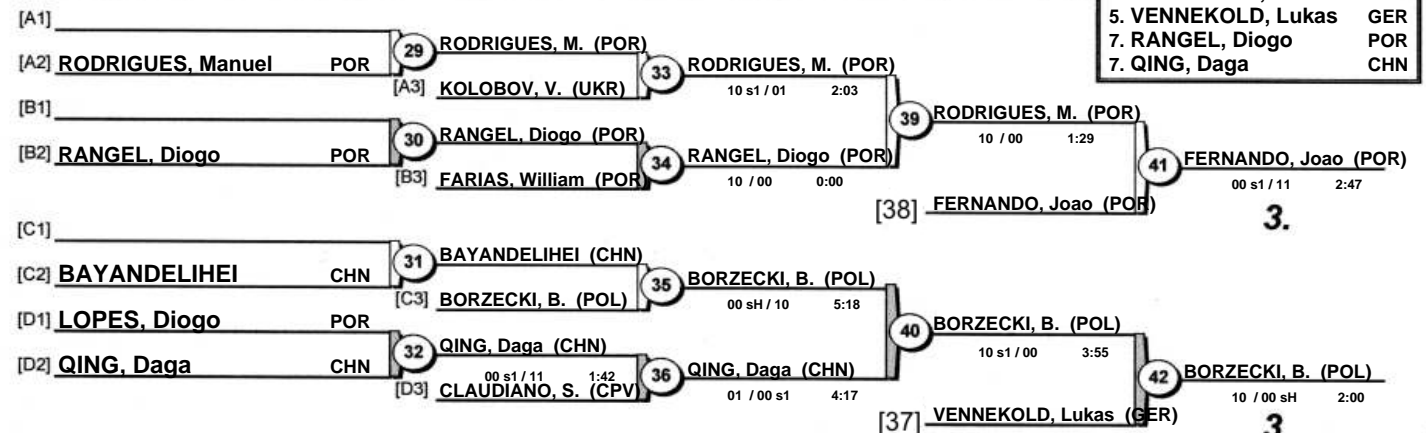 [A1]
5. VENNEKOLD, Lukas GER
29 RODRIGUES, M. (POR)
7. RANGEL, Diogo POR
[A2] RODRIGUES, Manuel POR
33 RODRIGUES, M. (POR)
7. QING, Daga CHN
[A3] KOLOBOV, V. (UKR)
10 s1 / 01 2:03
[B1]
39 RODRIGUES, M. (POR)
30 RANGEL, Diogo (POR)
10 / 00 1:29
[B2] RANGEL, Diogo POR
34 RANGEL, Diogo (POR)
41 FERNANDO, Joao (POR)
[B3] FARIAS, William (POR
10 / 00 0:00
00 s1 / 11 2:47
[38] FERNANDO, Joao (POR)
3.
[C1]
31 BAYANDELIHEI (CHN)
[C2] BAYANDELIHEI CHN
35 BORZECKI, B. (POL)
[C3] BORZECKI, B. (POL)
00 sH / 10 5:18
[D1] LOPES, Diogo POR
40 BORZECKI, B. (POL)
32 QING, Daga (CHN)
10 s1 / 00 3:55
[D2] QING, Daga CHN
00 s1 / 11 1:42
36 QING, Daga (CHN)
42 BORZECKI, B. (POL)
[D3] CLAUDIANO, S. (CPV)
01 / 00 s1 4:17
10 / 00 sH 2:00
[37] VENNEKOLD, Lukas (GER)
3